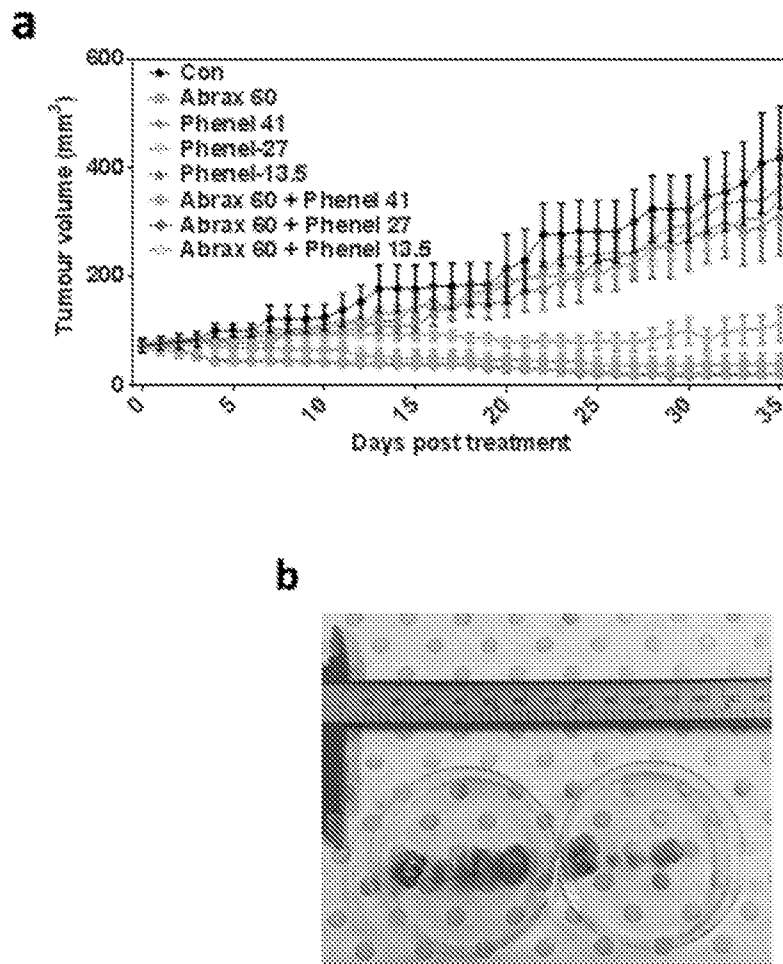 a
Tumour volume (mm³)
600
400
200
0
Con
Abrax 60
Phenel 41
Phenel-27
Phenel-13.5
Abrax 60 + Phenel 41
Abrax 60 + Phenel 27
Abrax 60 + Phenel 13.5
0
5
10
15
20
25
30
35
Days post treatment
b